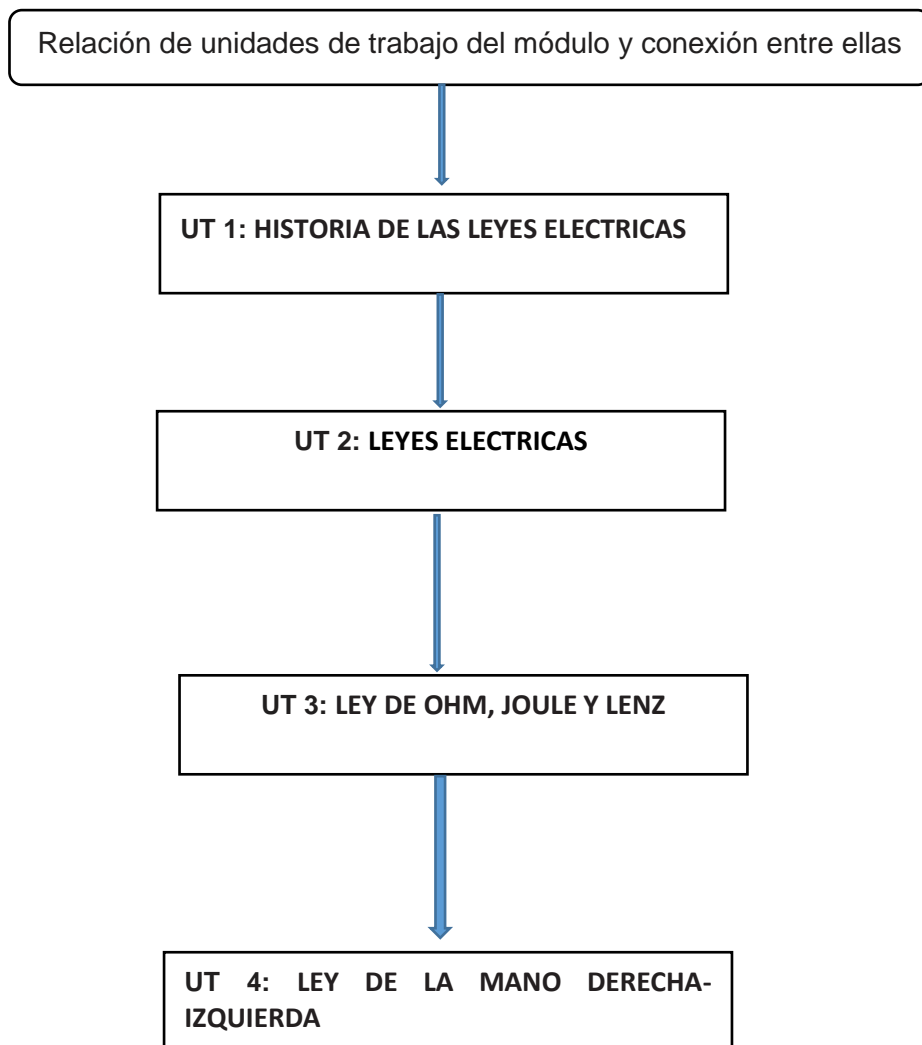 Relación de unidades de trabajo del módulo y conexión entre ellas
UT 1: HISTORIA DE LAS LEYES ELECTRICAS
UT 2: LEYES ELECTRICAS
UT 3: LEY DE OHM, JOULE Y LENZ
UT 4: LEY DE LA MANO DERECHA-
IZQUIERDA